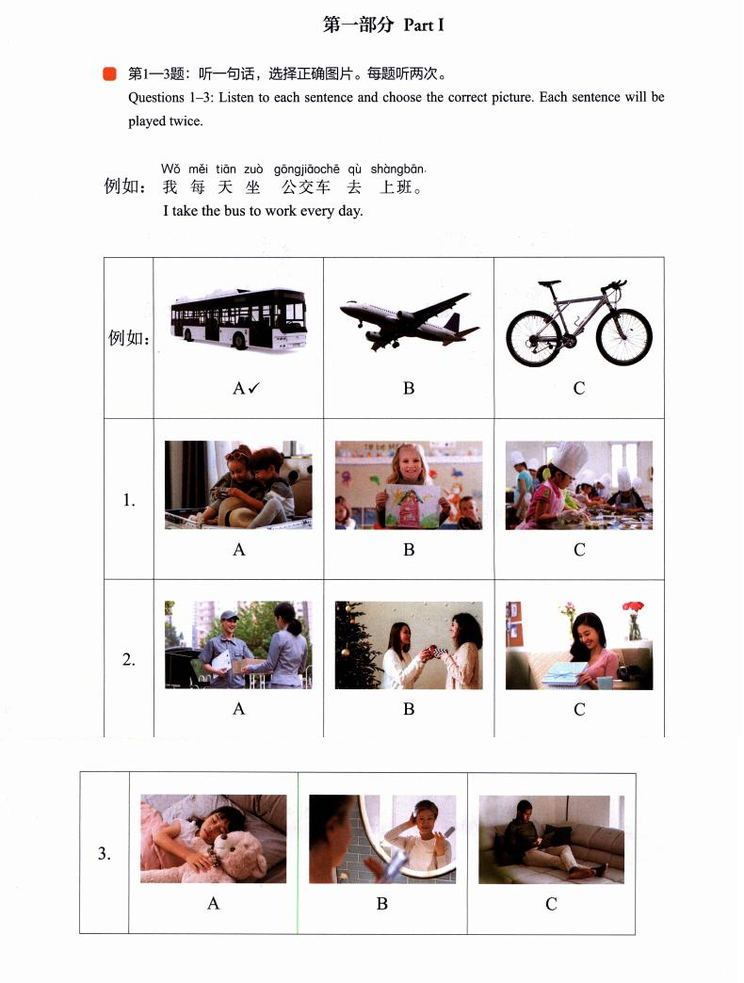 第一部分 Part I
第1—3题：听一句话，选择正确图片。每题听两次。
Questions 1–3: Listen to each sentence and choose the correct picture. Each sentence will be
played twice.
Wǒ měi tiān zuò gōngjiāochē qù shàngbān.
例如： 我 每 天 坐 公交车 去 上班。
I take the bus to work every day.
例如：
A✓ B C
1.
A B C
2.
A B C
3.
A B C